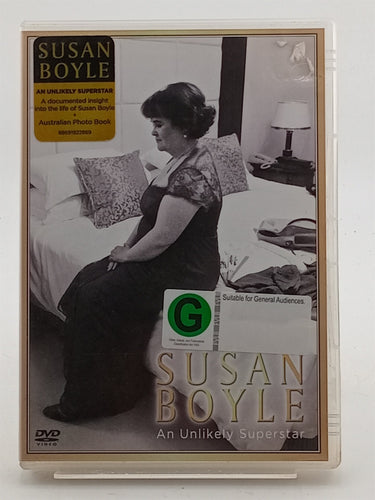 SUSAN
BOYLE
AN UNLIKELY SUPERSTAR
A documented insight
into the life of Susan Boyle
+
Australian Photo Book
88691922869
G
Suitable for General Audiences.
SUSAN
BOYLE
An Unlikely Superstar
DVD
VIDEO